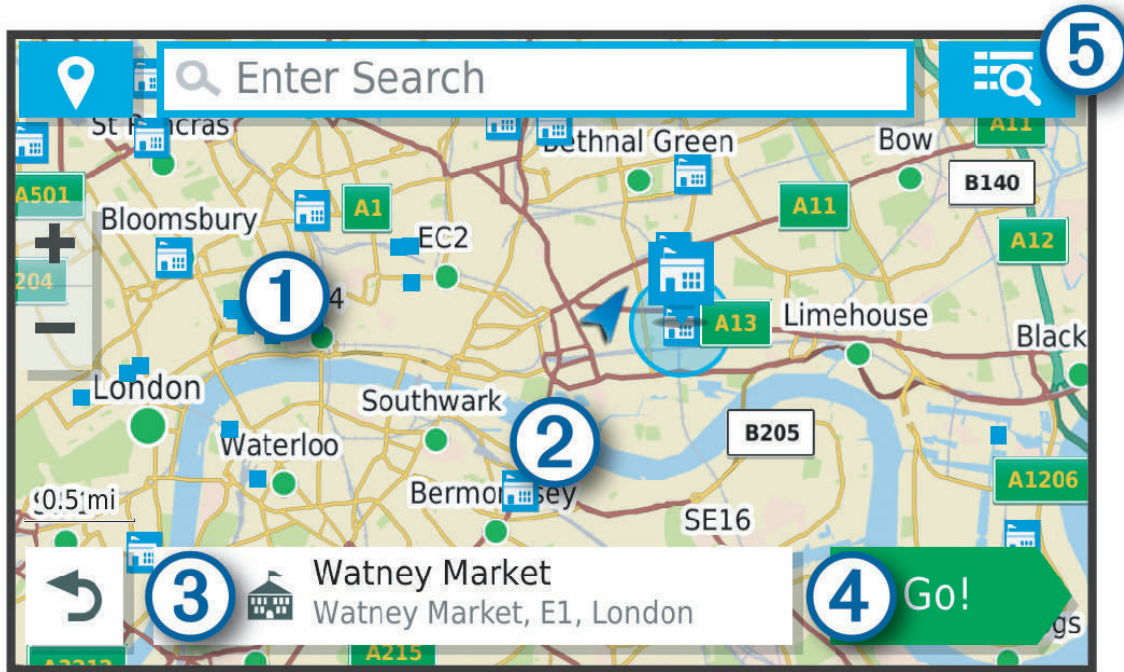 5
Enter Search
St Pancras
Bethnal Green
Bow
A11
A501
B140
Bloomsbury
A1
A11
EC2
A12
204
1
4
A13
Limehouse
Black
London
Southwark
2
B205
Waterloo
Bermondsey
A1206
0.5 mi
SE16
3
Watney Market
Watney Market, E1, London
4
Go!
gs
A215